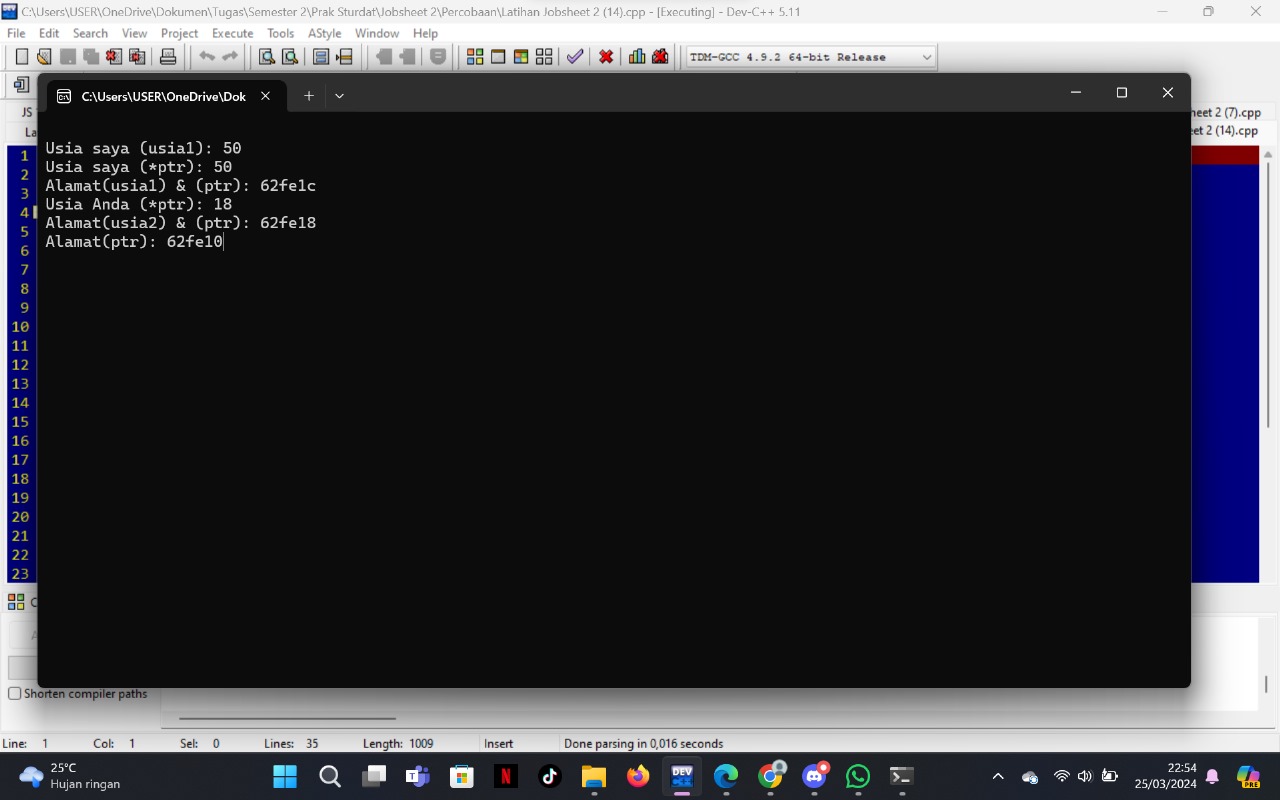 C:\Users\USER\OneDrive\Dokumen\Tugas\Semester 2\Prak Sturdat\Jobsheet 2\Percobaan\Latihan Jobsheet 2 (14).cpp - [Executing] - Dev-C++ 5.11
File Edit Search View Project Execute Tools AStyle Window Help
TDM-GCC 4.9.2 64-bit Release
C:\Users\USER\OneDrive\Dok
JS
heet 2 (7).cpp
La
eet 2 (14).cpp
1
2
3
4
5
6
7
8
9
10
11
12
13
14
15
16
17
18
19
20
21
22
23
Usia saya (usia1): 50
Usia saya (*ptr): 50
Alamat(usia1) & (ptr): 62fe1c
Usia Anda (*ptr): 18
Alamat(usia2) & (ptr): 62fe18
Alamat(ptr): 62fe10
Shorten compiler paths
Line: 1 Col: 1 Sel: 0 Lines: 35 Length: 1009 Insert Done parsing in 0,016 seconds
25°C
Hujan ringan
DEV
PRE
22:54
25/03/2024